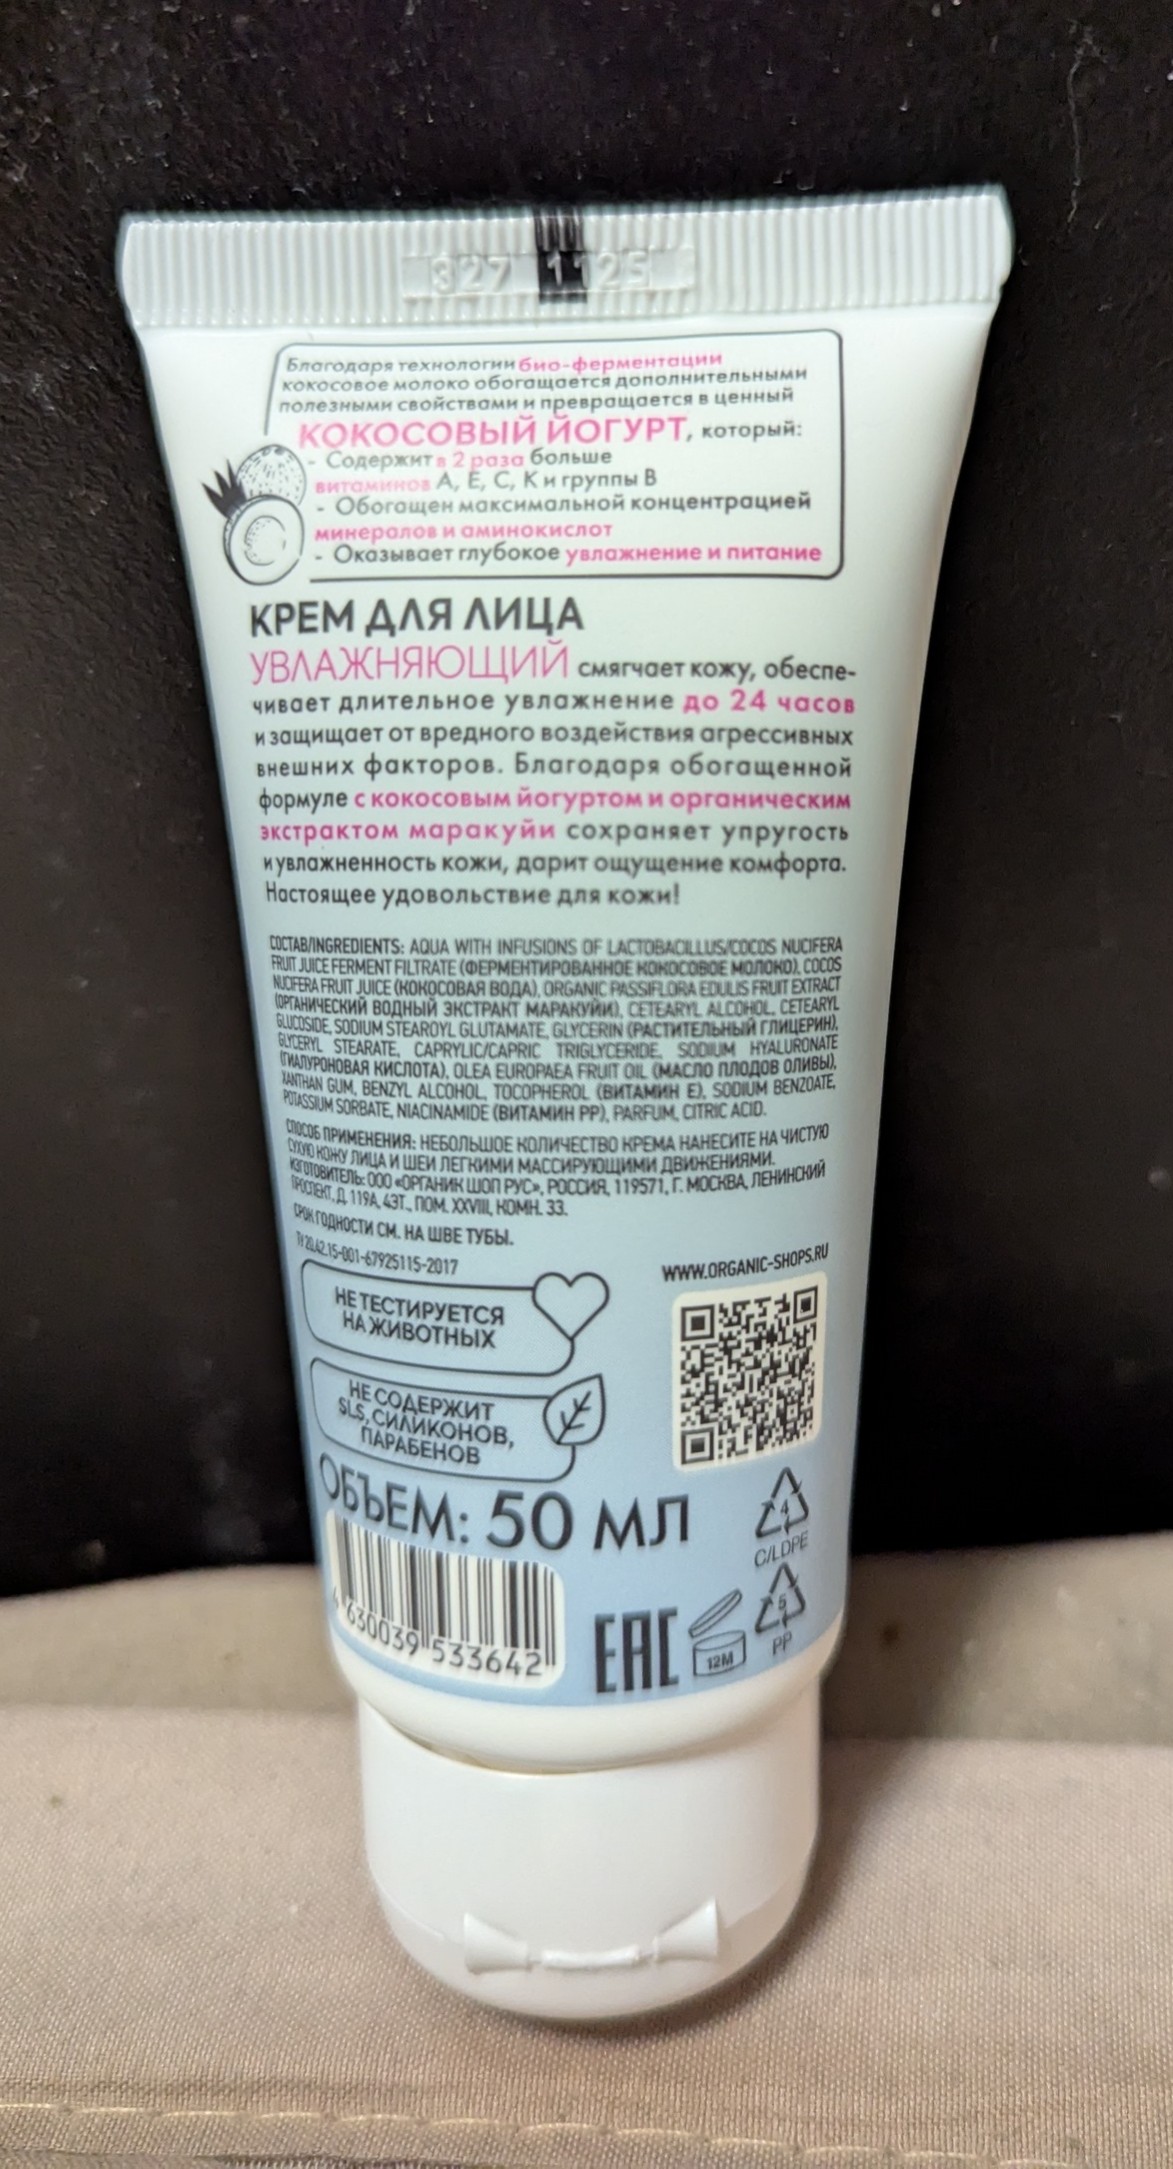 327 1125
Благодаря технологии био-ферментации
кокосовое молоко обогащается дополнительными
полезными свойствами и превращается в ценный
КОКОСОВЫЙ ЙОГУРТ, который:
- Содержит в 2 раза больше
витаминов А, Е, С, К и группы В
- Обогащен максимальной концентрацией
минералов и аминокислот
- Оказывает глубокое увлажнение и питание
КРЕМ ДЛЯ ЛИЦА
УВЛАЖНЯЮЩИЙ смягчает кожу, обеспе-
чивает длительное увлажнение до 24 часов
и защищает от вредного воздействия агрессивных
внешних факторов. Благодаря обогащенной
формуле с кокосовым йогуртом и органическим
экстрактом маракуйи сохраняет упругость
и увлажненность кожи, дарит ощущение комфорта.
Настоящее удовольствие для кожи!
СОСТАВ/INGREDIENTS: AQUA WITH INFUSIONS OF LACTOBACILLUS/COCOS NUCIFERA
FRUIT JUICE FERMENT FILTRATE (ФЕРМЕНТИРОВАННОЕ КОКОСОВОЕ МОЛОКО), COCOS
NUCIFERA FRUIT JUICE (КОКОСОВАЯ ВОДА), ORGANIC PASSIFLORA EDULIS FRUIT EXTRACT
(ОРГАНИЧЕСКИЙ ВОДНЫЙ ЭКСТРАКТ МАРАКУЙИ), CETEARYL ALCOHOL, CETEARYL
GLUCOSIDE, SODIUM STEAROYL GLUTAMATE, GLYCERIN (РАСТИТЕЛЬНЫЙ ГЛИЦЕРИН),
GLYCERYL STEARATE, CAPRYLIC/CAPRIC TRIGLYCERIDE, SODIUM HYALURONATE
(ГИАЛУРОНОВАЯ КИСЛОТА), OLEA EUROPAEA FRUIT OIL (МАСЛО ПЛОДОВ ОЛИВЫ),
XANTHAN GUM, BENZYL ALCOHOL, TOCOPHEROL (ВИТАМИН Е), SODIUM BENZOATE,
POTASSIUM SORBATE, NIACINAMIDE (ВИТАМИН РР), PARFUM, CITRIC ACID.
СПОСОБ ПРИМЕНЕНИЯ: НЕБОЛЬШОЕ КОЛИЧЕСТВО КРЕМА НАНЕСИТЕ НА ЧИСТУЮ
СУХУЮ КОЖУ ЛИЦА И ШЕИ ЛЕГКИМИ МАССИРУЮЩИМИ ДВИЖЕНИЯМИ.
ИЗГОТОВИТЕЛЬ: ООО «ОРГАНИК ШОП РУС», РОССИЯ, 119571, Г. МОСКВА, ЛЕНИНСКИЙ
ПРОСПЕКТ, Д. 119А, 4ЭТ., ПОМ. XXVIII, КОМН. 33.
СРОК ГОДНОСТИ СМ. НА ШВЕ ТУБЫ.
ТУ 20.42.15-001-67925115-2017
WWW.ORGANIC-SHOPS.RU
НЕ ТЕСТИРУЕТСЯ
НА ЖИВОТНЫХ
НЕ СОДЕРЖИТ
SLS, СИЛИКОНОВ,
ПАРАБЕНОВ
ОБЪЕМ: 50 МЛ
4
C/LDPE
5
PP
4 630039 533642
EAC
12М